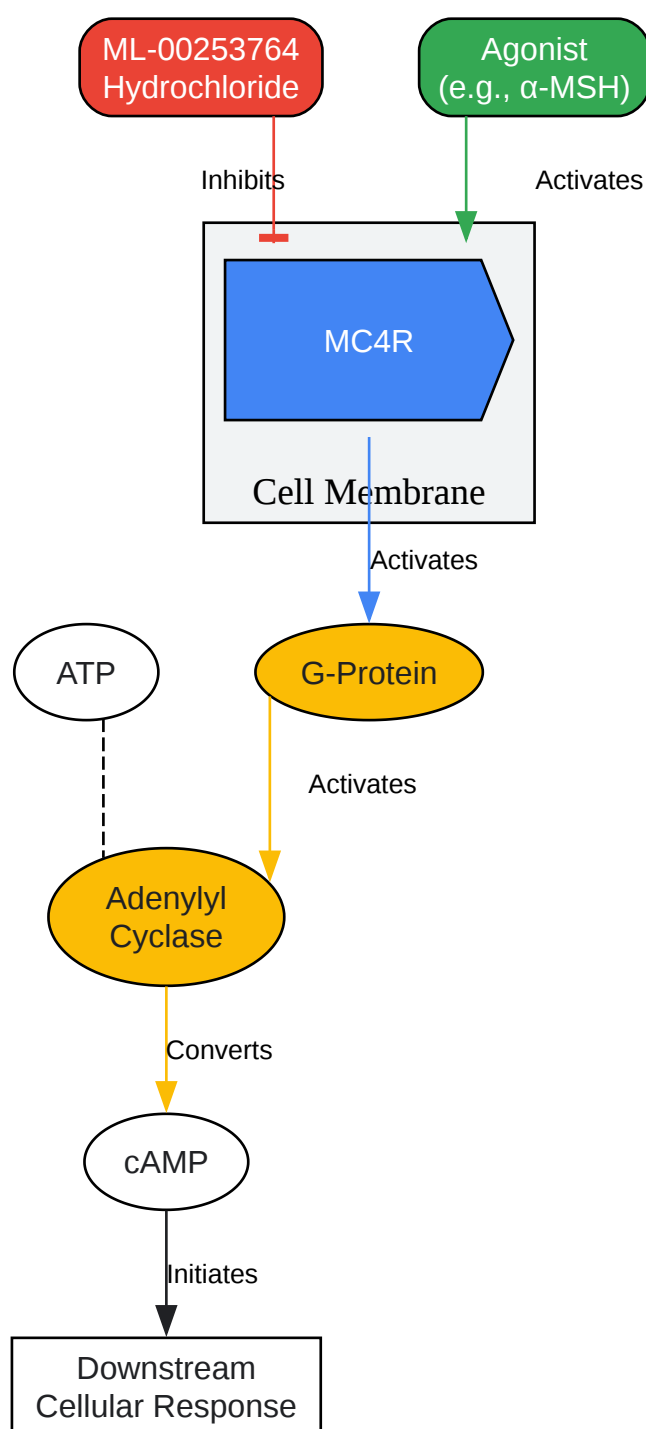 ML-00253764
Hydrochloride
Agonist
(e.g., α-MSH)
Inhibits
Activates
MC4R
Cell Membrane
Activates
ATP
G-Protein
Activates
Adenylyl
Cyclase
Converts
cAMP
Initiates
Downstream
Cellular Response